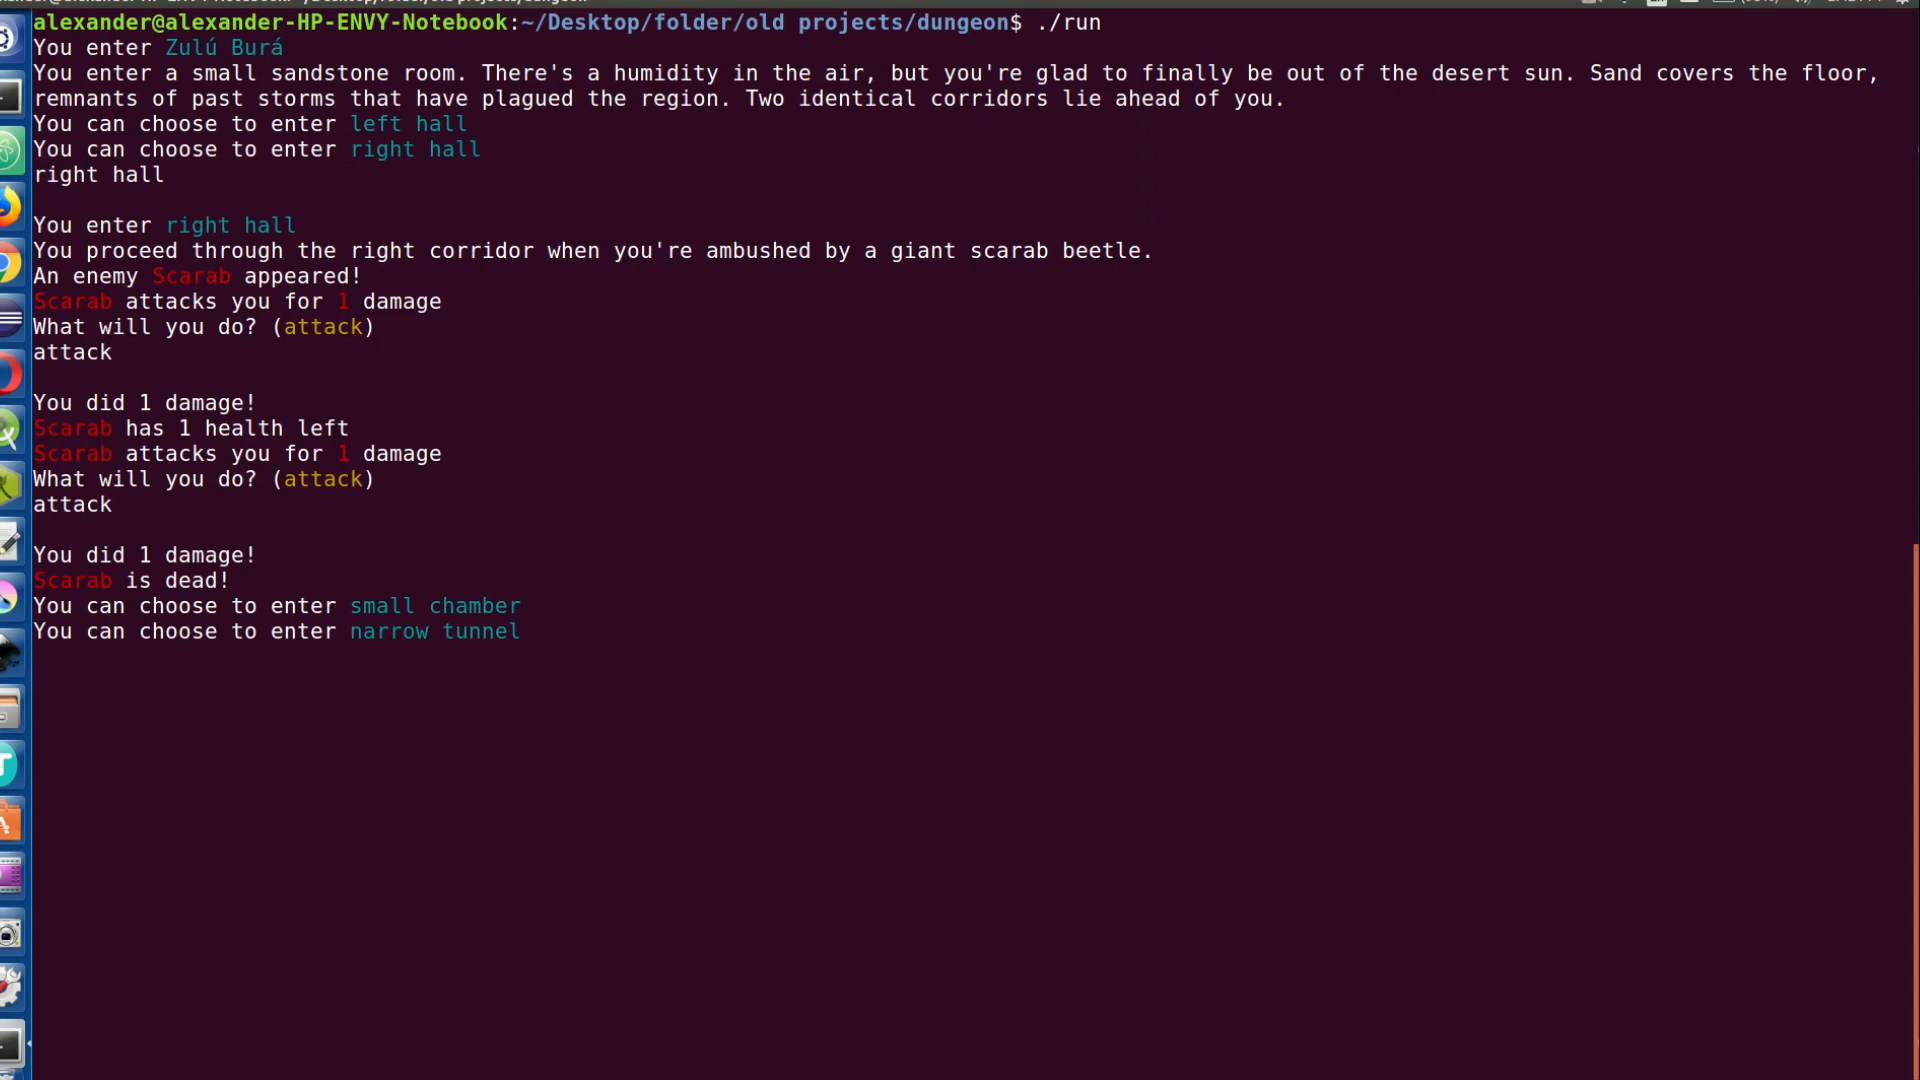 alexander@alexander-HP-ENVY-Notebook:~/Desktop/folder/old projects/dungeon$ ./run
You enter Zulú Burá
You enter a small sandstone room. There's a humidity in the air, but you're glad to finally be out of the desert sun. Sand covers the floor,
remnants of past storms that have plagued the region. Two identical corridors lie ahead of you.
You can choose to enter left hall
You can choose to enter right hall
right hall
You enter right hall
You proceed through the right corridor when you're ambushed by a giant scarab beetle.
An enemy Scarab appeared!
Scarab attacks you for 1 damage
What will you do? (attack)
attack
You did 1 damage!
Scarab has 1 health left
Scarab attacks you for 1 damage
What will you do? (attack)
attack
You did 1 damage!
Scarab is dead!
You can choose to enter small chamber
You can choose to enter narrow tunnel